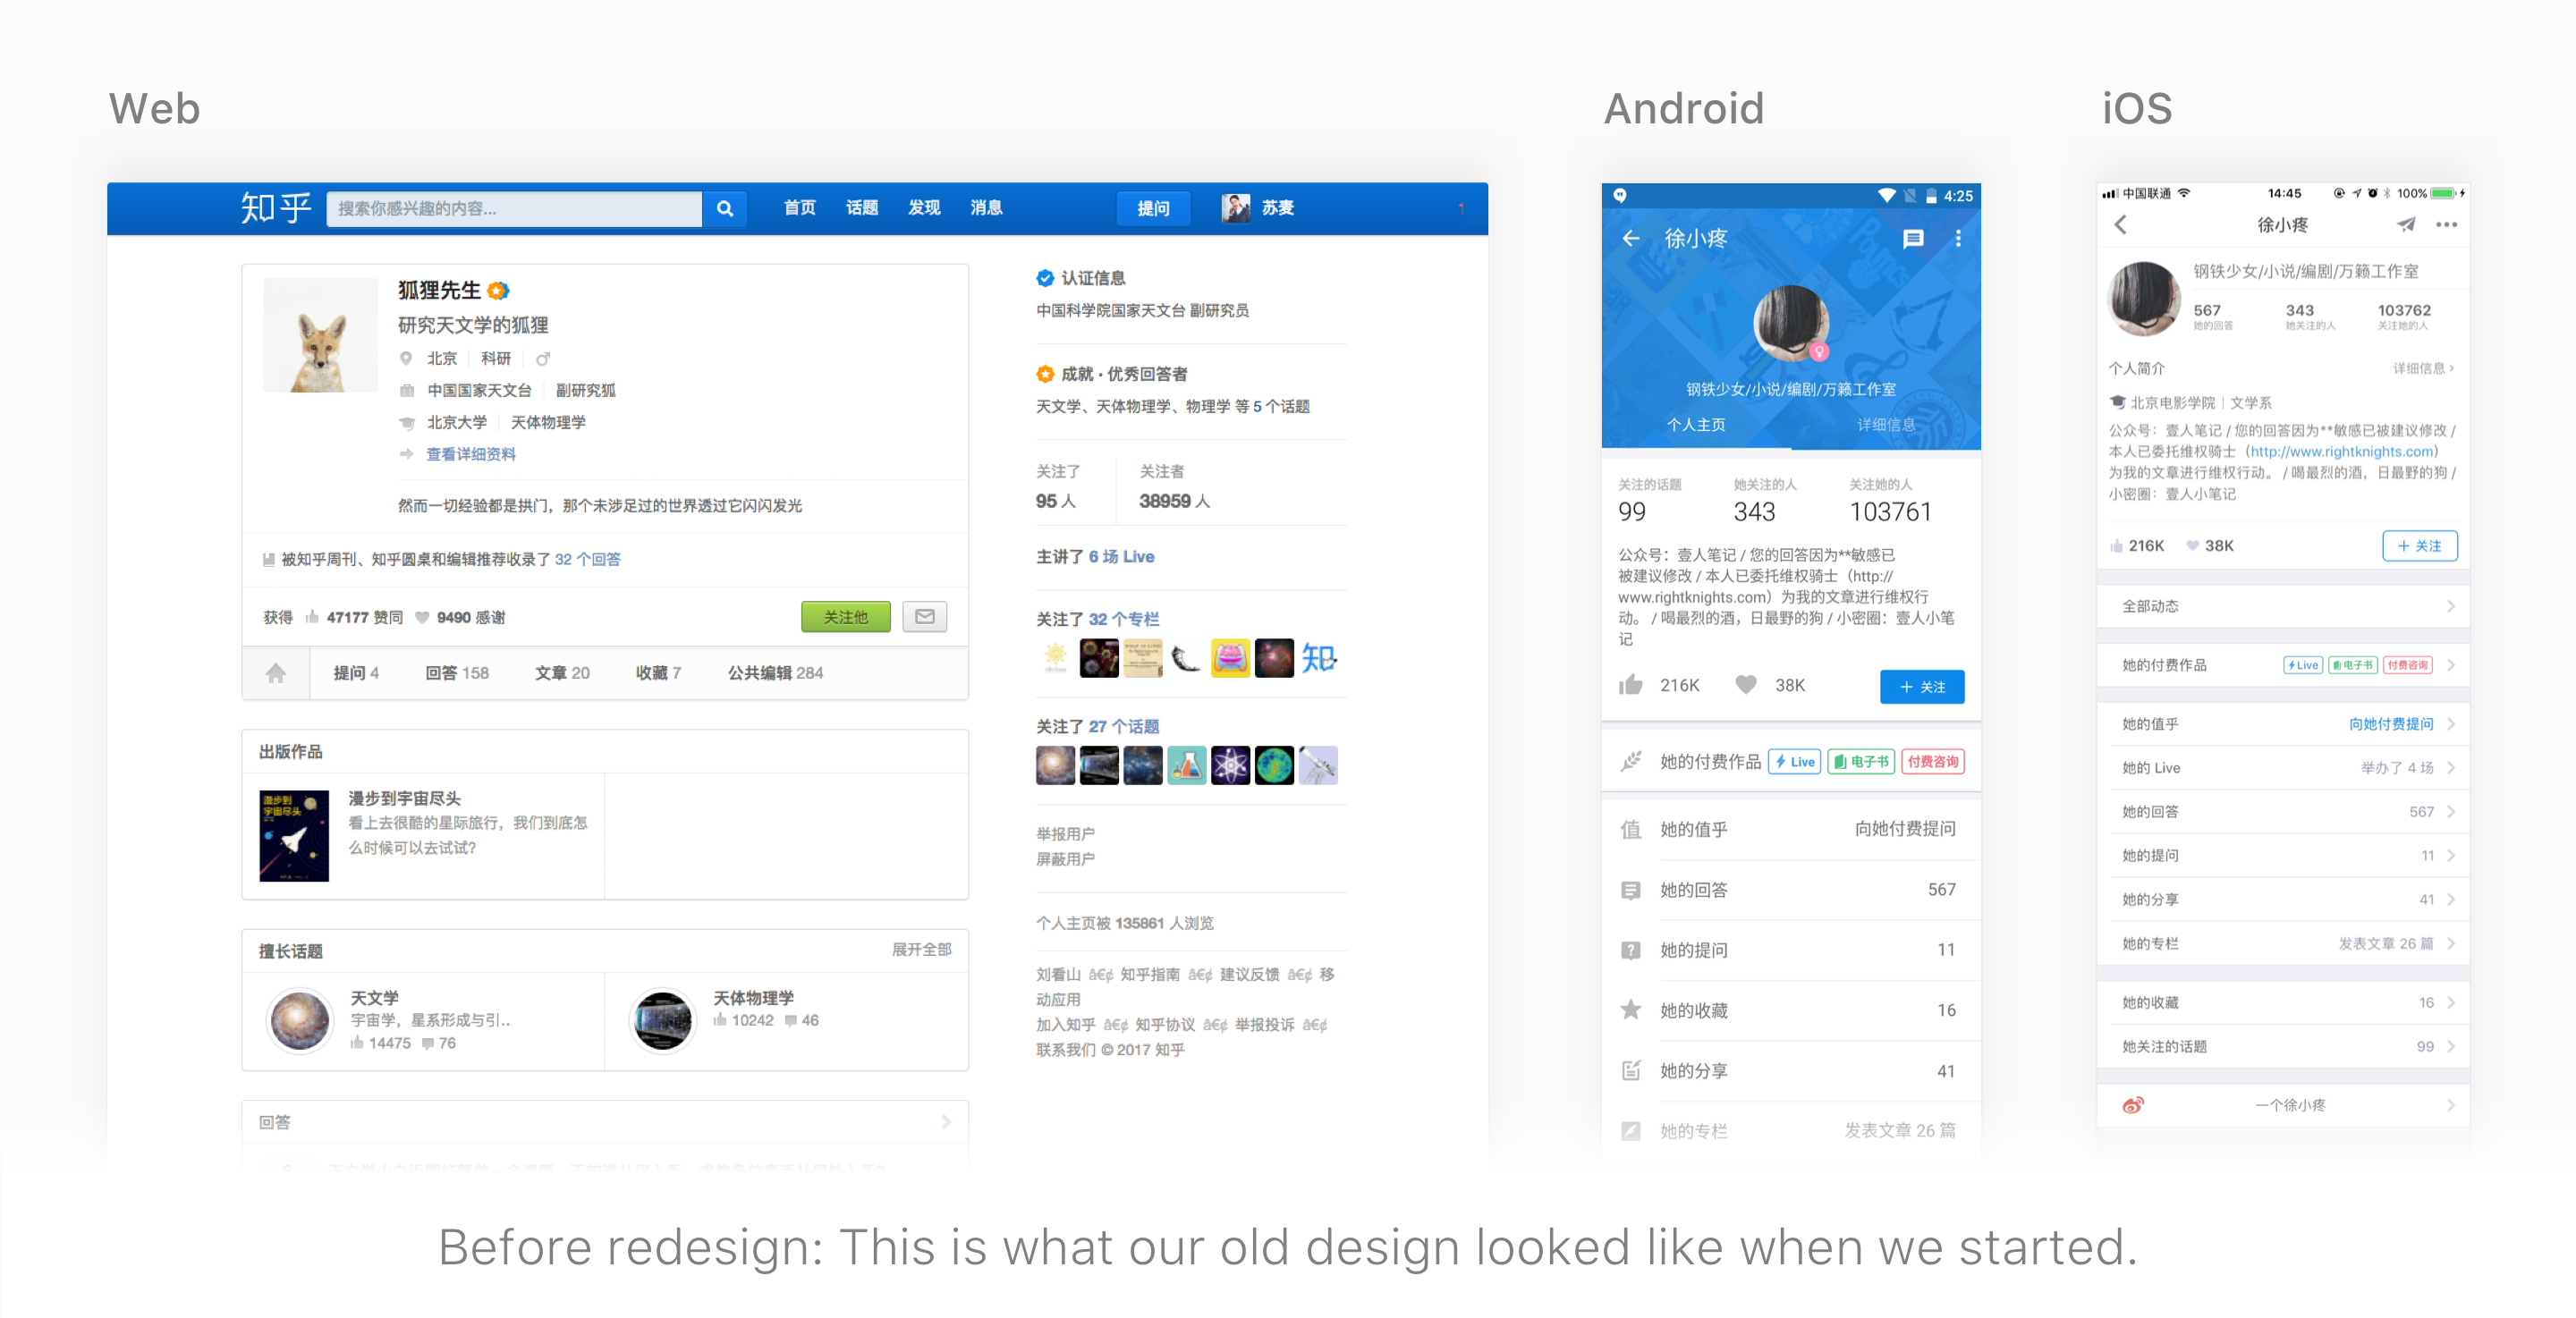 Web
Android
iOS
知乎
搜索你感兴趣的内容...
首页 话题 发现 消息
提问
苏麦
1
狐狸先生
研究天文学的狐狸
北京 科研
中国国家天文台 副研究狐
北京大学 天体物理学
查看详细资料
然而一切经验都是拱门，那个未涉足过的世界透过它闪闪发光
被知乎周刊、知乎圆桌和编辑推荐收录了 32 个回答
获得 47177 赞同 9490 感谢
关注他
提问 4 回答 158 文章 20 收藏 7 公共编辑 284
出版作品
漫步到
宇宙尽头
漫步到宇宙尽头
看上去很酷的星际旅行，我们到底怎
么时候可以去试试?
擅长话题
展开全部
天文学
宇宙学，星系形成与引..
14475 76
天体物理学
10242 46
回答
认证信息
中国科学院国家天文台 副研究员
成就 · 优秀回答者
天文学、天体物理学、物理学 等 5 个话题
关注了 关注者
95 人 38959 人
主讲了 6 场 Live
关注了 32 个专栏
知
关注了 27 个话题
举报用户
屏蔽用户
个人主页被 135861 人浏览
刘看山 â€¢ 知乎指南 â€¢ 建议反馈 â€¢ 移
动应用
加入知乎 â€¢ 知乎协议 â€¢ 举报投诉 â€¢
联系我们 © 2017 知乎
4:25
徐小疼
钢铁少女/小说/编剧/万籁工作室
个人主页 详细信息
关注的话题 她关注的人 关注她的人
99 343 103761
公众号：壹人笔记 / 您的回答因为**敏感已
被建议修改 / 本人已委托维权骑士（http://
www.rightknights.com）为我的文章进行维权行
动。 / 喝最烈的酒，日最野的狗 / 小密圈：壹人小笔
记
216K 38K
+ 关注
她的付费作品 Live 电子书 付费咨询
值 她的值乎 向她付费提问
她的回答 567
她的提问 11
她的收藏 16
她的分享 41
她的专栏 发表文章 26 篇
中国联通 14:45 100%
徐小疼
钢铁少女/小说/编剧/万籁工作室
567 343 103762
她的回答 她关注的人 关注她的人
个人简介 详细信息
北京电影学院 | 文学系
公众号：壹人笔记 / 您的回答因为**敏感已被建议修改 /
本人已委托维权骑士（http://www.rightknights.com）
为我的文章进行维权行动。 / 喝最烈的酒，日最野的狗 /
小密圈：壹人小笔记
216K 38K
+ 关注
全部动态
她的付费作品 Live 电子书 付费咨询
她的值乎 向她付费提问
她的 Live 举办了 4 场
她的回答 567
她的提问 11
她的分享 41
她的专栏 发表文章 26 篇
她的收藏 16
她关注的话题 99
一个徐小疼
Before redesign: This is what our old design looked like when we started.